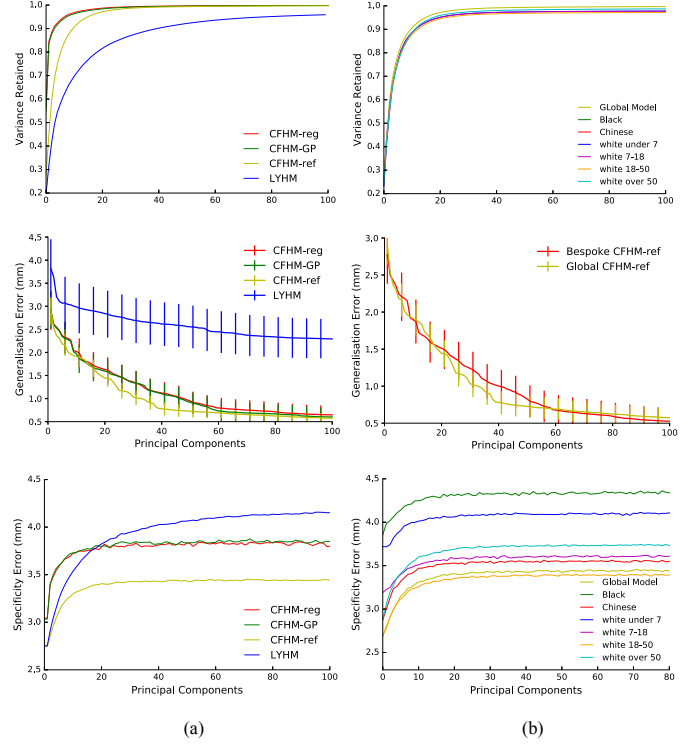 1.0
0.9
0.8
0.7
0.6
0.5
0.4
0.3
0.2
0 20 40 60 80 100
Variance Retained
Principal Components
CFHM-reg
CFHM-GP
CFHM-ref
LYHM
1.0
0.9
0.8
0.7
0.6
0.5
0.4
0.3
0.2
0 20 40 60 80 100
Variance Retained
Principal Components
GLobal Model
Black
Chinese
white under 7
white 7-18
white 18-50
white over 50
4.5
4.0
3.5
3.0
2.5
2.0
1.5
1.0
0.5
0 20 40 60 80 100
Generalisation Error (mm)
Principal Components
CFHM-reg
CFHM-GP
CFHM-ref
LYHM
3.0
2.5
2.0
1.5
1.0
0.5
0 20 40 60 80 100
Generalisation Error (mm)
Principal Components
Bespoke CFHM-ref
Global CFHM-ref
4.5
4.0
3.5
3.0
2.5
0 20 40 60 80 100
Specificity Error (mm)
Principal Components
CFHM-reg
CFHM-GP
CFHM-ref
LYHM
4.5
4.0
3.5
3.0
2.5
0 10 20 30 40 50 60 70 80
Specificity Error (mm)
Principal Components
Global Model
Black
Chinese
white under 7
white 7-18
white 18-50
white over 50
(a)
(b)